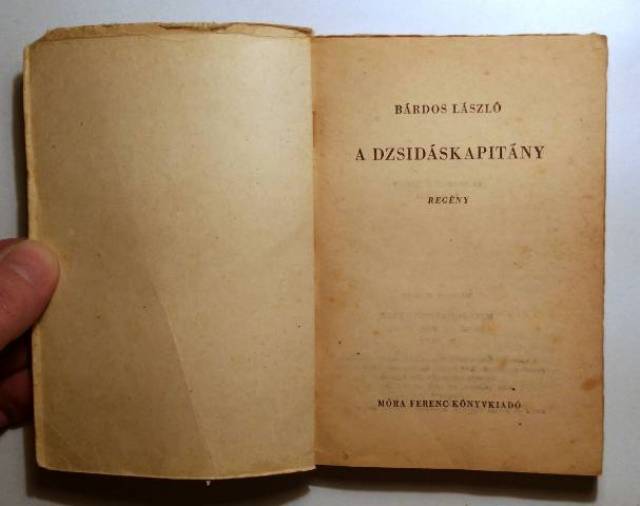 BÁRDOS LÁSZLÓ
A DZSIDÁSKAPITÁNY
REGÉNY
MÓRA FERENC KÖNYVKIADÓ